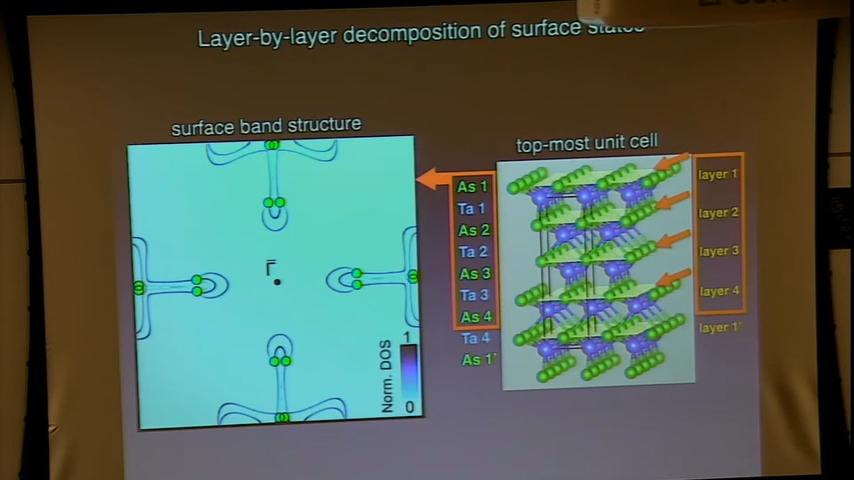 Layer-by-layer decomposition of surface states
surface band structure
top-most unit cell
Γ̅
Norm. DOS
1
0
As 1
Ta 1
As 2
Ta 2
As 3
Ta 3
As 4
Ta 4
As 1'
layer 1
layer 2
layer 3
layer 4
layer 1'